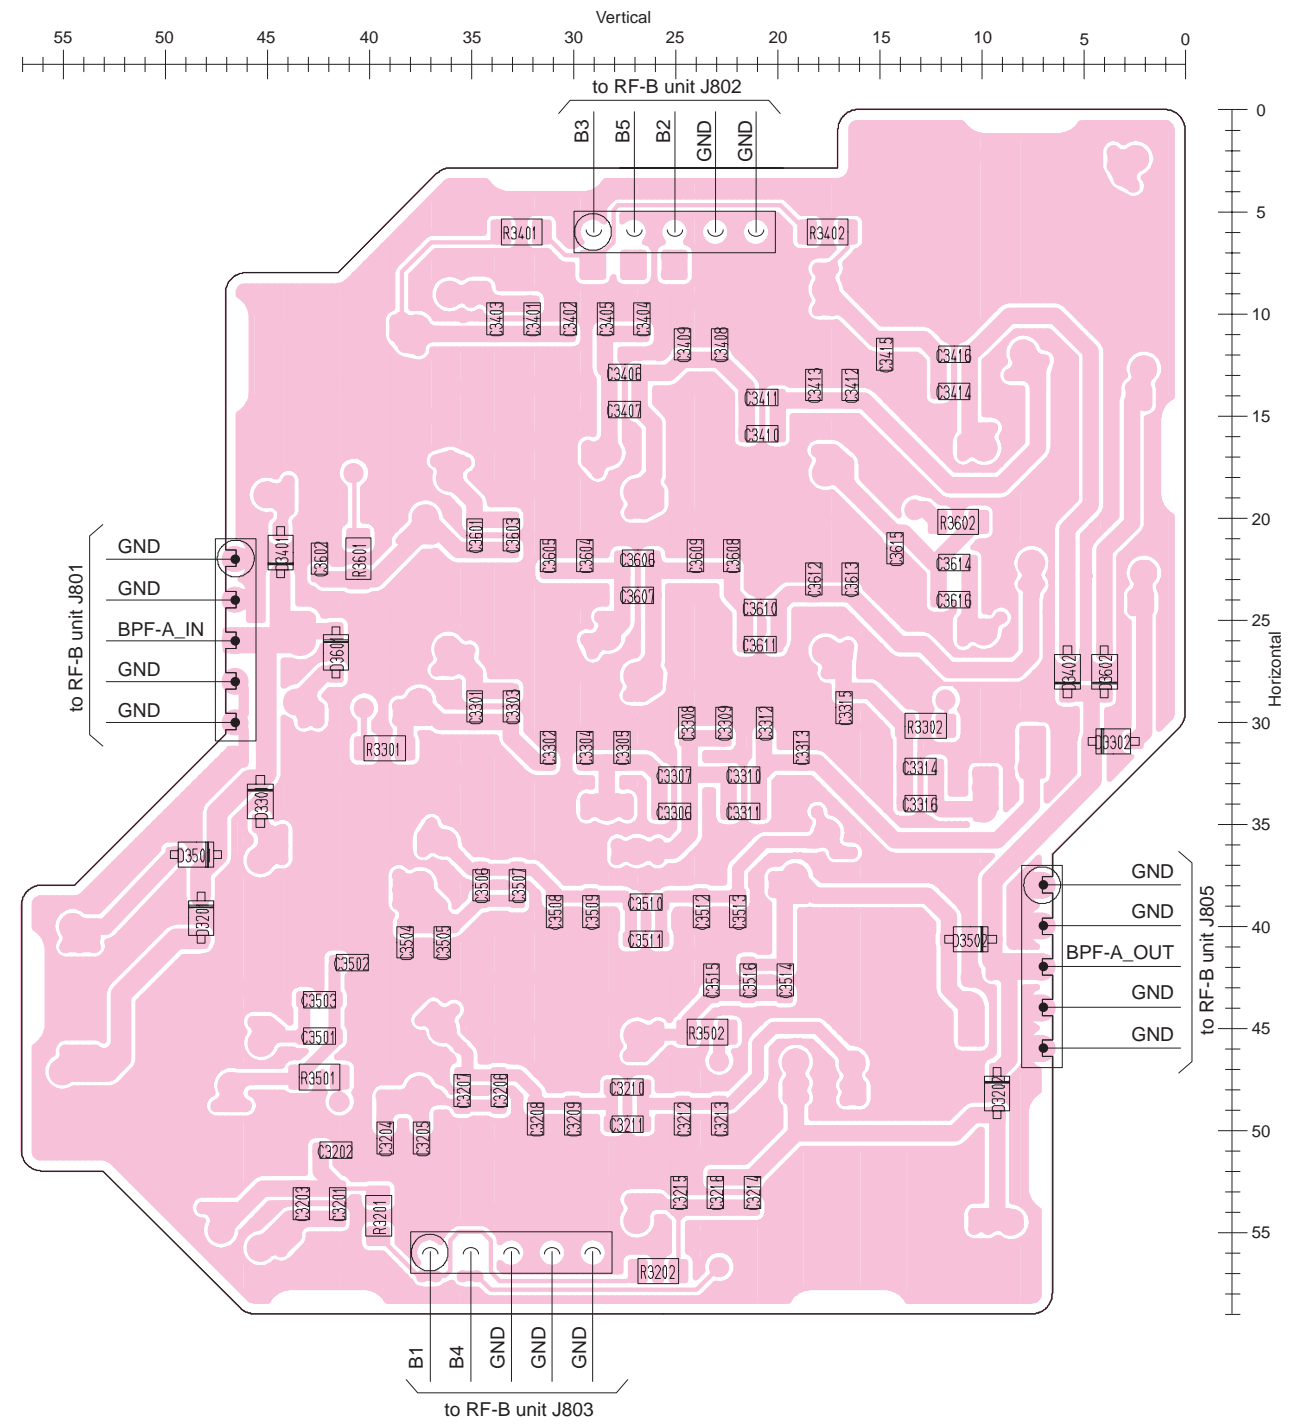 Vertical
55 50 45 40 35 30 25 20 15 10 5 0
to RF-B unit J802
B3 B5 B2 GND GND
0
5
10
15
20
25
30
35
40
45
50
55
Horizontal
R3401 R3402
C3403 C3401 C3402 C3405 C3404
C3409 C3408 C3415 C3416
C3406 C3413 C3412 C3414
C3407 C3411
C3410
to RF-B unit J801
GND
GND
BPF-A_IN
GND
GND
D3401 C3602 R3601 C3601 C3603 R3602
C3605 C3604 C3606 C3609 C3608 C3615 C3614
C3607 C3610 C3612 C3613 C3616
D3601 C3611
D3402 D3602
C3301 C3303 C3308 C3309 C3312 C3315 R3302
R3301 C3302 C3304 C3305 C3313 D3302
C3307 C3310 C3314
D3301 C3306 C3311 C3316
D3501 C3506 C3507
D3201 C3508 C3509 C3510 C3512 C3513
C3504 C3505 C3511 D3502
C3502 C3515 C3516 C3514
C3503
C3501 R3502
R3501
to RF-B unit J805
GND
GND
BPF-A_OUT
GND
GND
C3207 C3206 C3210 D3202
C3208 C3209 C3211 C3212 C3213
C3204 C3205
C3202
C3203 C3201 R3201 C3215 C3216 C3214
R3202
B1 B4 GND GND GND
to RF-B unit J803